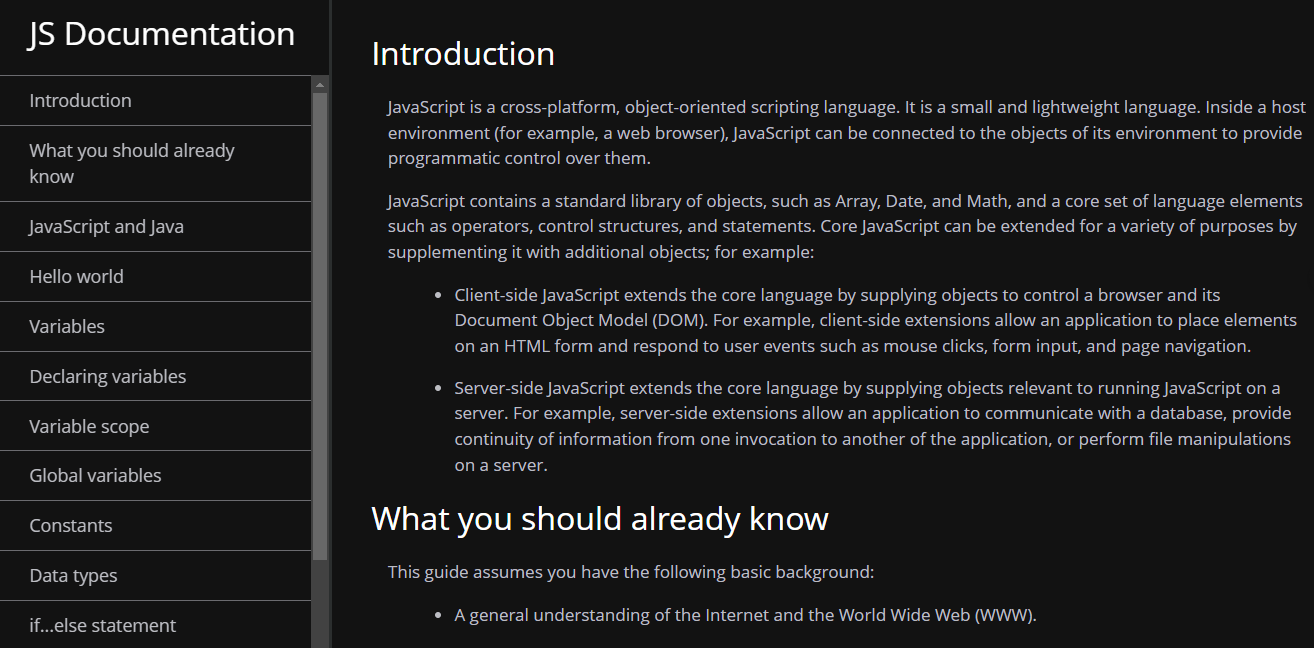 JS Documentation
Introduction
What you should already
know
JavaScript and Java
Hello world
Variables
Declaring variables
Variable scope
Global variables
Constants
Data types
if...else statement
Introduction
JavaScript is a cross-platform, object-oriented scripting language. It is a small and lightweight language. Inside a host
environment (for example, a web browser), JavaScript can be connected to the objects of its environment to provide
programmatic control over them.
JavaScript contains a standard library of objects, such as Array, Date, and Math, and a core set of language elements
such as operators, control structures, and statements. Core JavaScript can be extended for a variety of purposes by
supplementing it with additional objects; for example:
• Client-side JavaScript extends the core language by supplying objects to control a browser and its
Document Object Model (DOM). For example, client-side extensions allow an application to place elements
on an HTML form and respond to user events such as mouse clicks, form input, and page navigation.
• Server-side JavaScript extends the core language by supplying objects relevant to running JavaScript on a
server. For example, server-side extensions allow an application to communicate with a database, provide
continuity of information from one invocation to another of the application, or perform file manipulations
on a server.
What you should already know
This guide assumes you have the following basic background:
• A general understanding of the Internet and the World Wide Web (WWW).